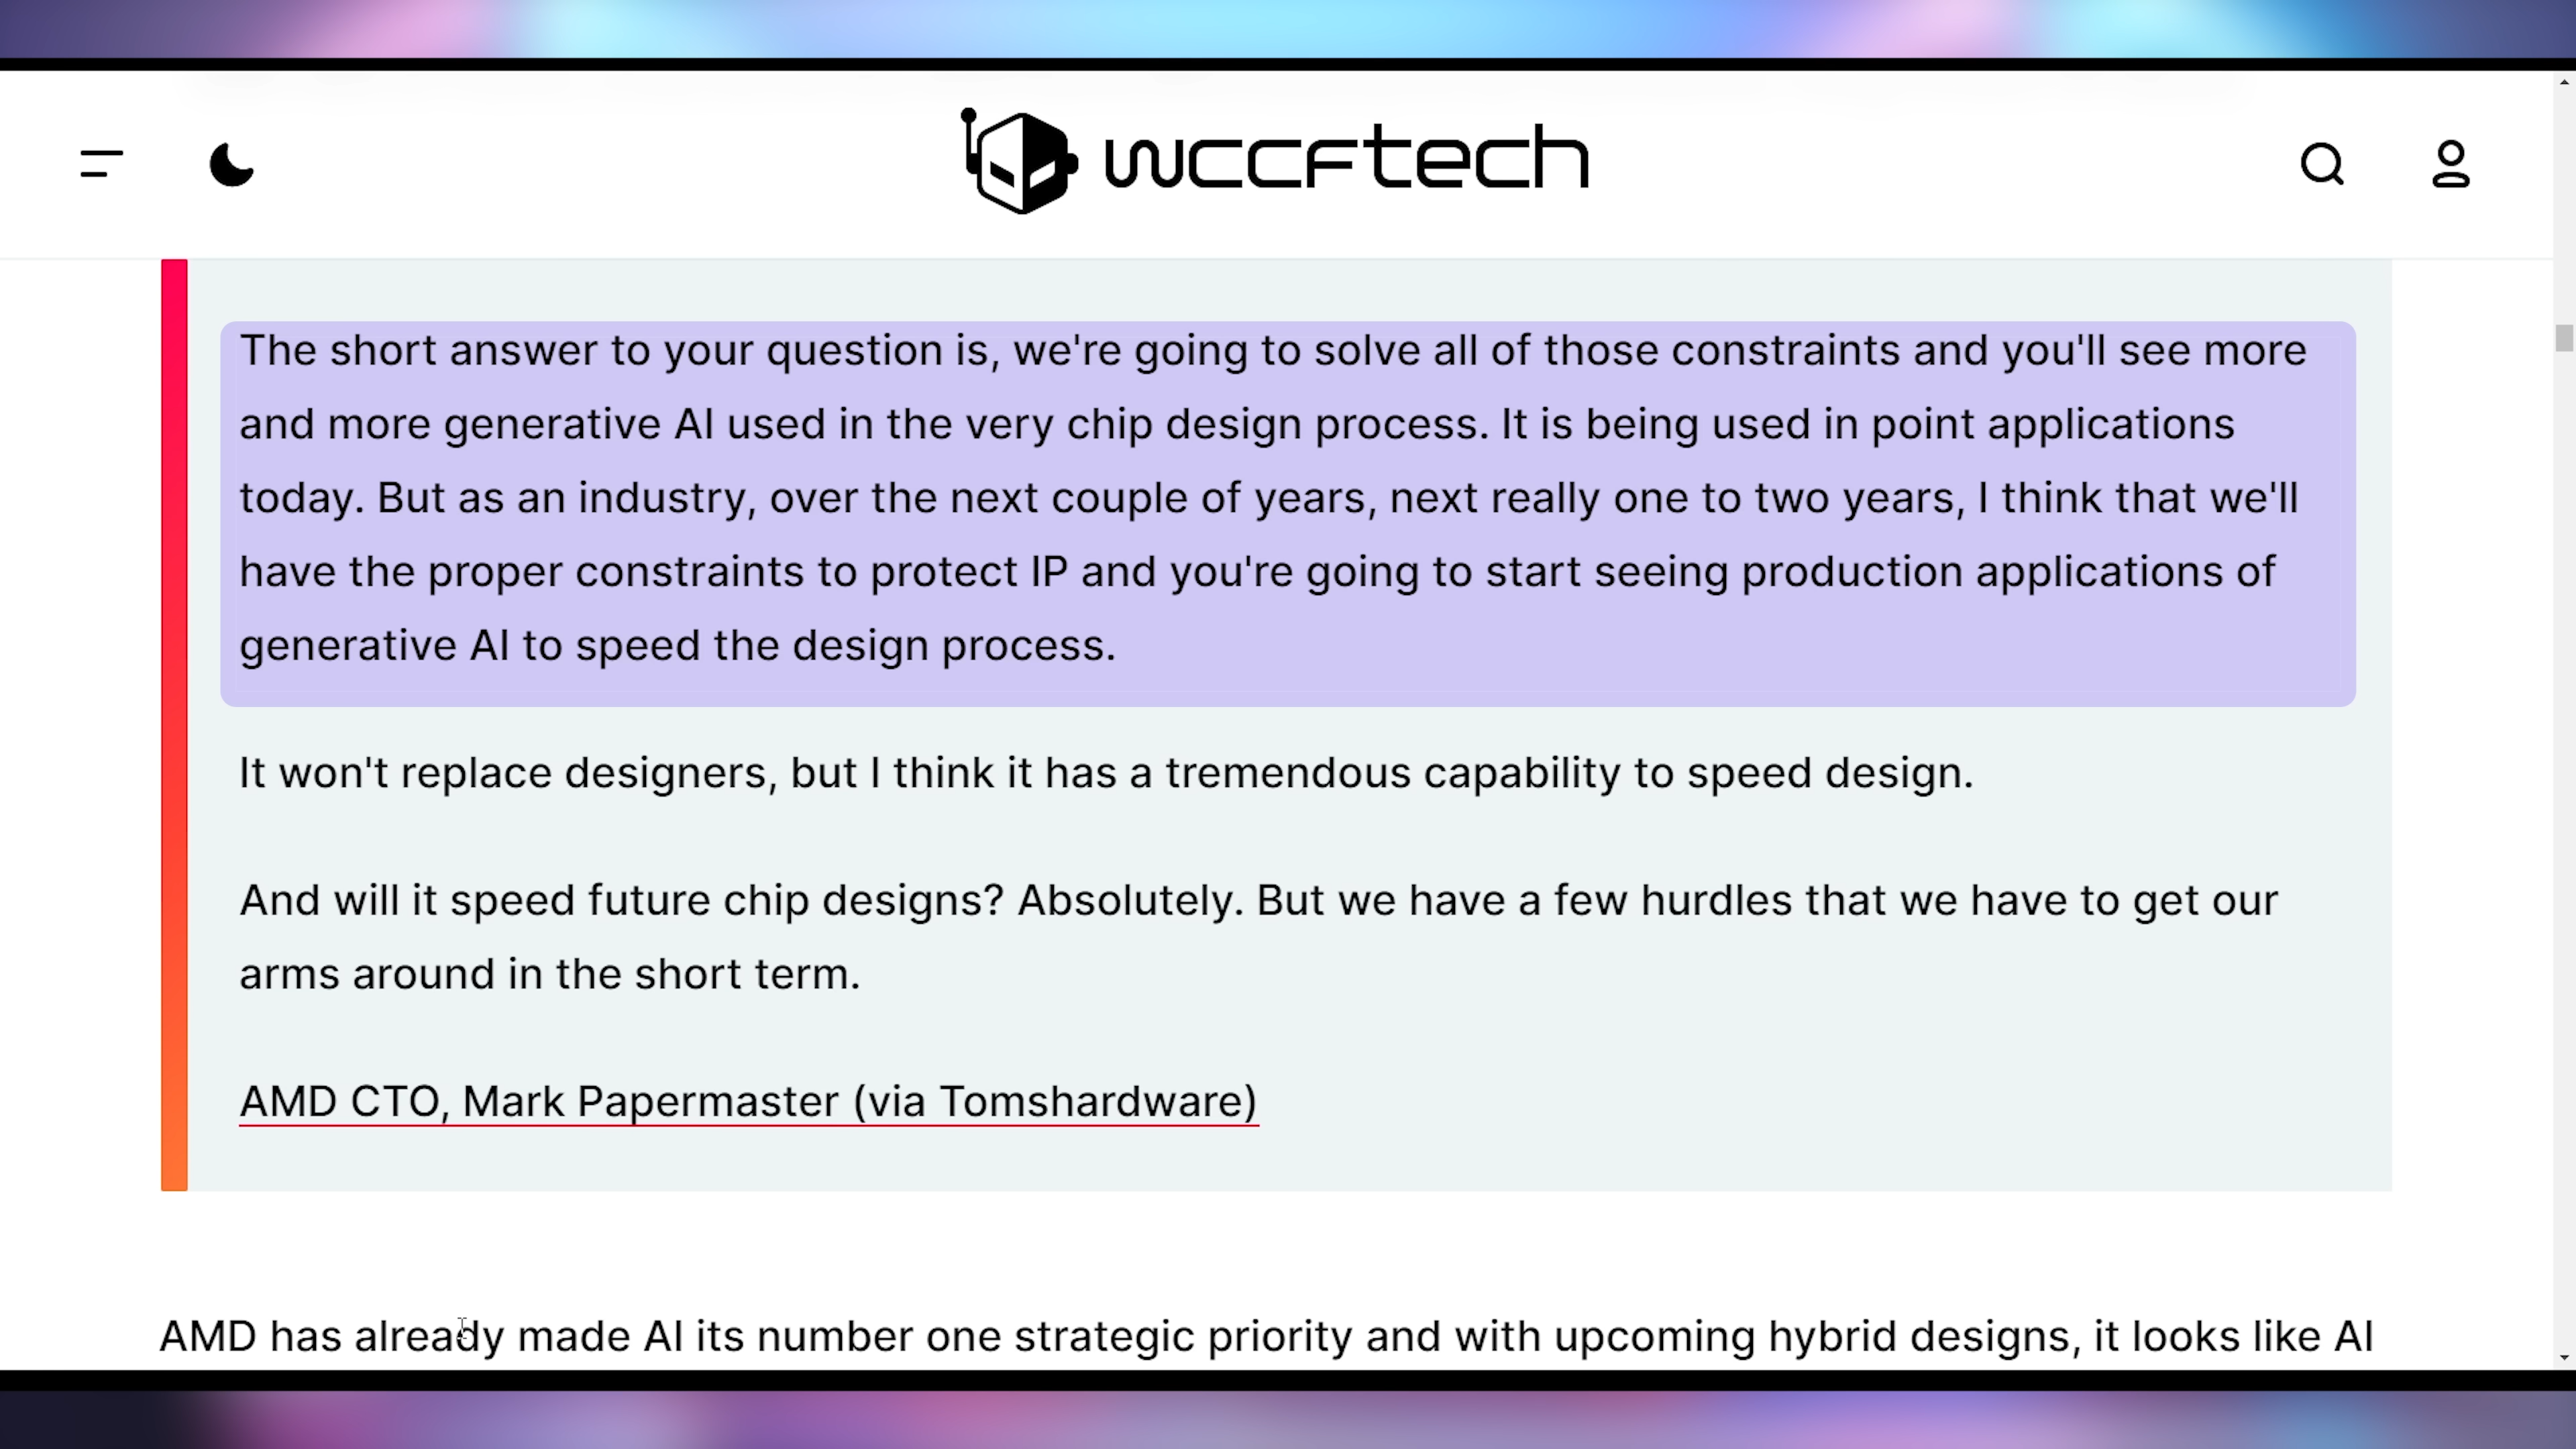 wccftech
The short answer to your question is, we're going to solve all of those constraints and you'll see more
and more generative AI used in the very chip design process. It is being used in point applications
today. But as an industry, over the next couple of years, next really one to two years, I think that we'll
have the proper constraints to protect IP and you're going to start seeing production applications of
generative AI to speed the design process.
It won't replace designers, but I think it has a tremendous capability to speed design.
And will it speed future chip designs? Absolutely. But we have a few hurdles that we have to get our
arms around in the short term.
AMD CTO, Mark Papermaster (via Tomshardware)
AMD has already made AI its number one strategic priority and with upcoming hybrid designs, it looks like AI